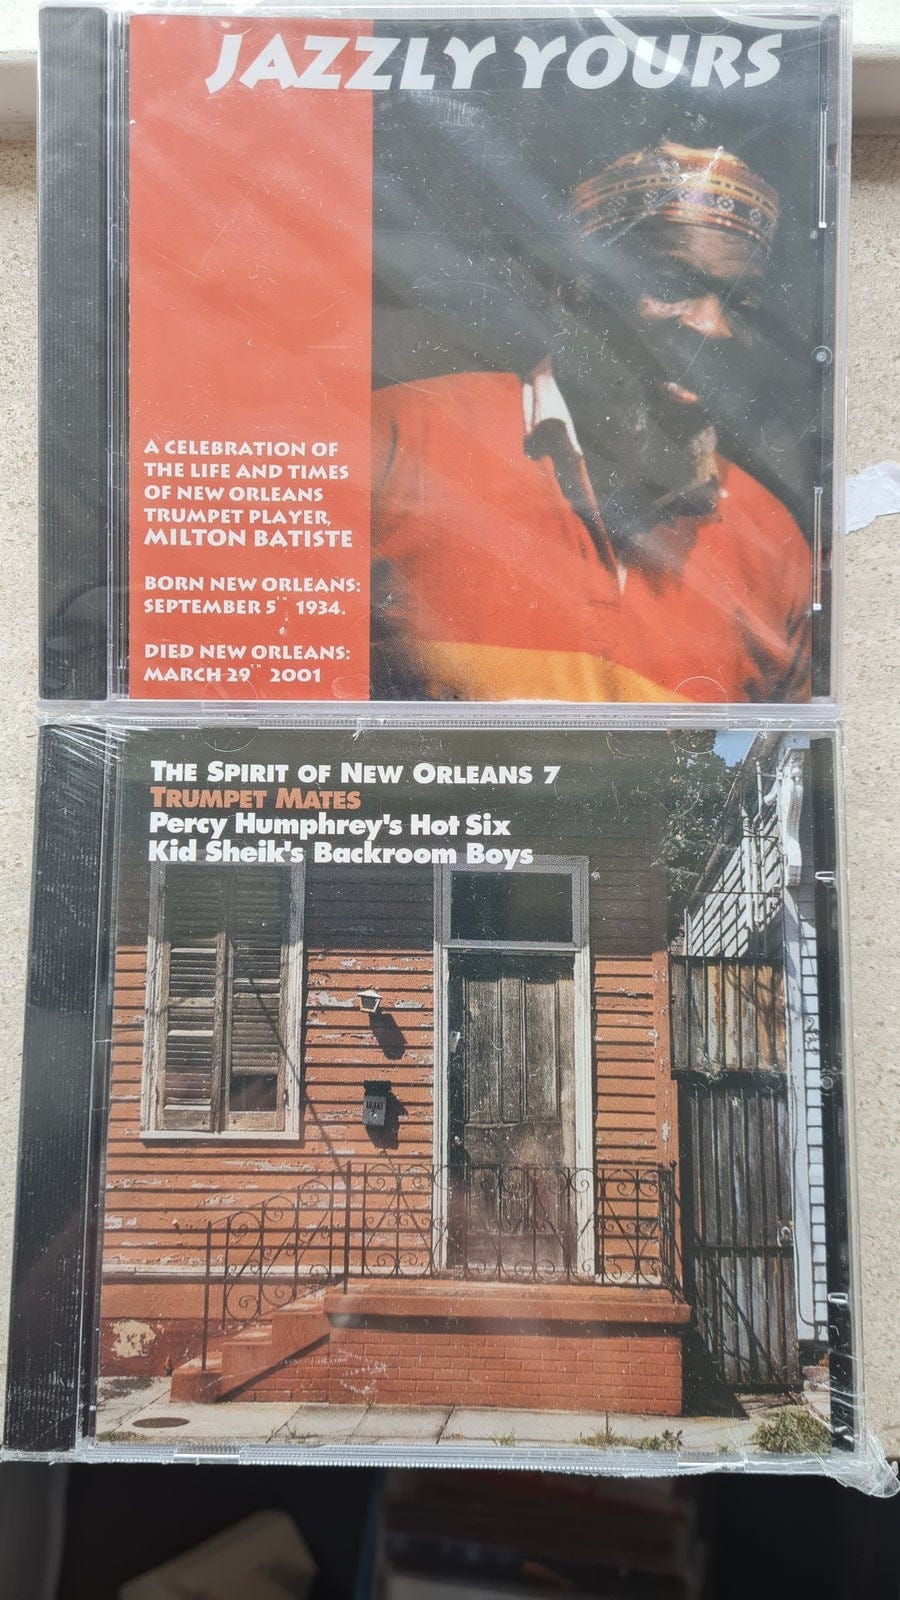 JAZZLY YOURS
A CELEBRATION OF
THE LIFE AND TIMES
OF NEW ORLEANS
TRUMPET PLAYER,
MILTON BATISTE
BORN NEW ORLEANS:
SEPTEMBER 5TH 1934.
DIED NEW ORLEANS:
MARCH 29TH 2001
THE SPIRIT OF NEW ORLEANS 7
TRUMPET MATES
Percy Humphrey's Hot Six
Kid Sheik's Backroom Boys